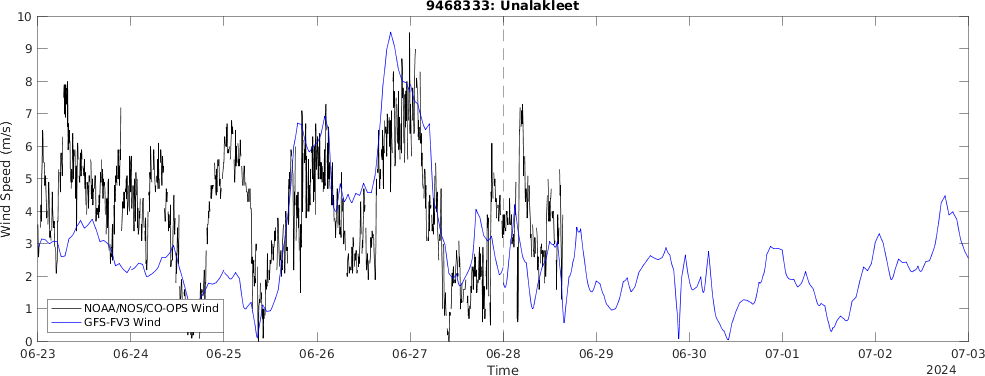 9468333: Unalakleet
Wind Speed (m/s)
10
9
8
7
6
5
4
3
2
1
0
NOAA/NOS/CO-OPS Wind
GFS-FV3 Wind
06-23 06-24 06-25 06-26 06-27 06-28 06-29 06-30 07-01 07-02 07-03
Time
2024